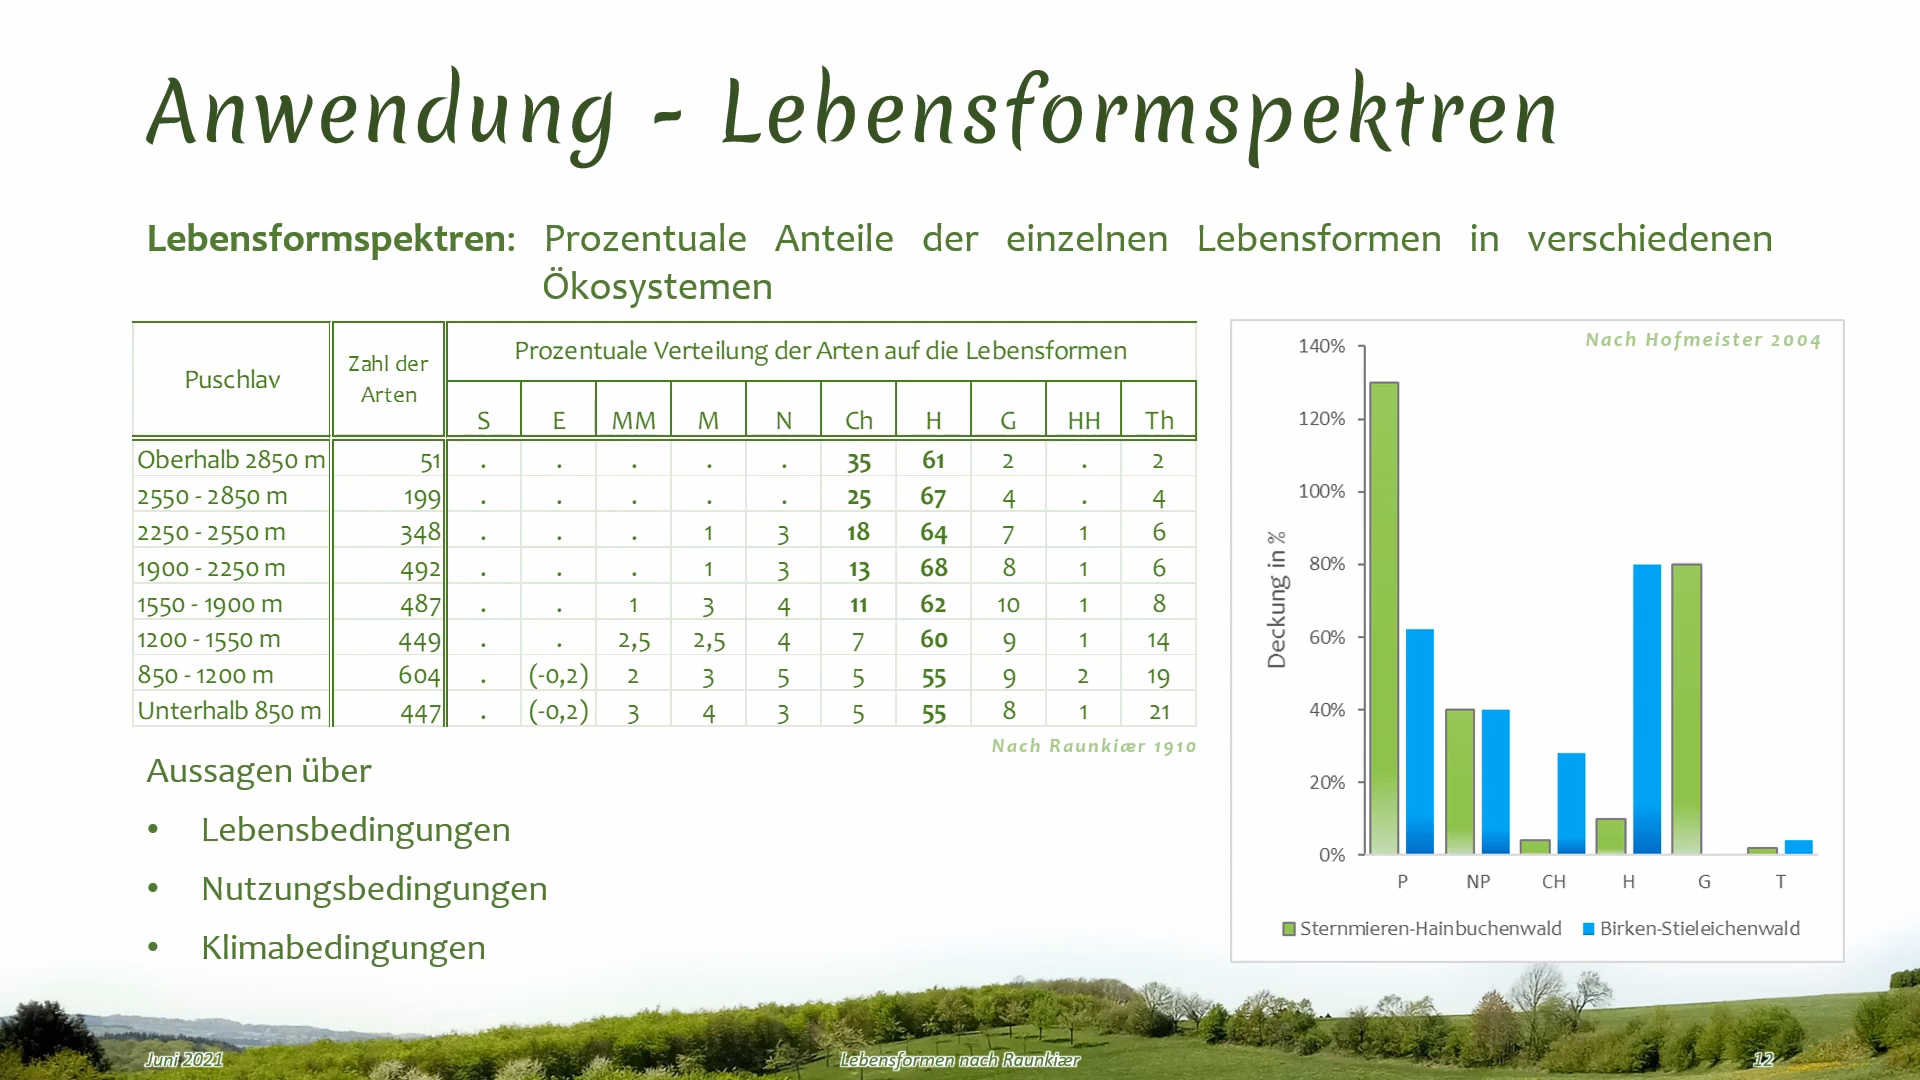 Anwendung - Lebensformspektren
Lebensformspektren: Prozentuale Anteile der einzelnen Lebensformen in verschiedenen
Ökosystemen
Puschlav Zahl der Arten Prozentuale Verteilung der Arten auf die Lebensformen
S E MM M N Ch H G HH Th
Oberhalb 2850 m 51 . . . . . 35 61 2 . 2
2550 - 2850 m 199 . . . . . 25 67 4 . 4
2250 - 2550 m 348 . . . 1 3 18 64 7 1 6
1900 - 2250 m 492 . . . 1 3 13 68 8 1 6
1550 - 1900 m 487 . . 1 3 4 11 62 10 1 8
1200 - 1550 m 449 . . 2,5 2,5 4 7 60 9 1 14
850 - 1200 m 604 . (-0,2) 2 3 5 5 55 9 2 19
Unterhalb 850 m 447 . (-0,2) 3 4 3 5 55 8 1 21
Nach Raunkiær 1910
Aussagen über
• Lebensbedingungen
• Nutzungsbedingungen
• Klimabedingungen
Nach Hofmeister 2004
Deckung in %
140%
120%
100%
80%
60%
40%
20%
0%
P NP CH H G T
Sternmieren-Hainbuchenwald Birken-Stieleichenwald
Juni 2021 Lebensformen nach Raunkiær 12